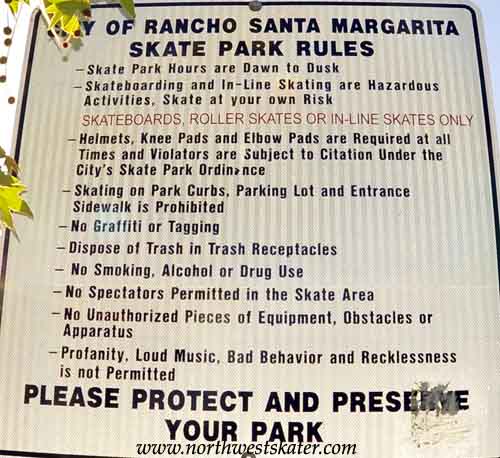 Y OF RANCHO SANTA MARGARITA
SKATE PARK RULES
– Skate Park Hours are Dawn to Dusk
– Skateboarding and In-Line Skating are Hazardous
Activities, Skate at your own Risk
SKATEBOARDS, ROLLER SKATES OR IN-LINE SKATES ONLY
– Helmets, Knee Pads and Elbow Pads are Required at all
Times and Violators are Subject to Citation Under the
City's Skate Park Ordinance
– Skating on Park Curbs, Parking Lot and Entrance
Sidewalk is Prohibited
– No Graffiti or Tagging
– Dispose of Trash in Trash Receptacles
– No Smoking, Alcohol or Drug Use
– No Spectators Permitted in the Skate Area
– No Unauthorized Pieces of Equipment, Obstacles or
Apparatus
– Profanity, Loud Music, Bad Behavior and Recklessness
is not Permitted
PLEASE PROTECT AND PRESERVE
YOUR PARK
www.northwestskater.com